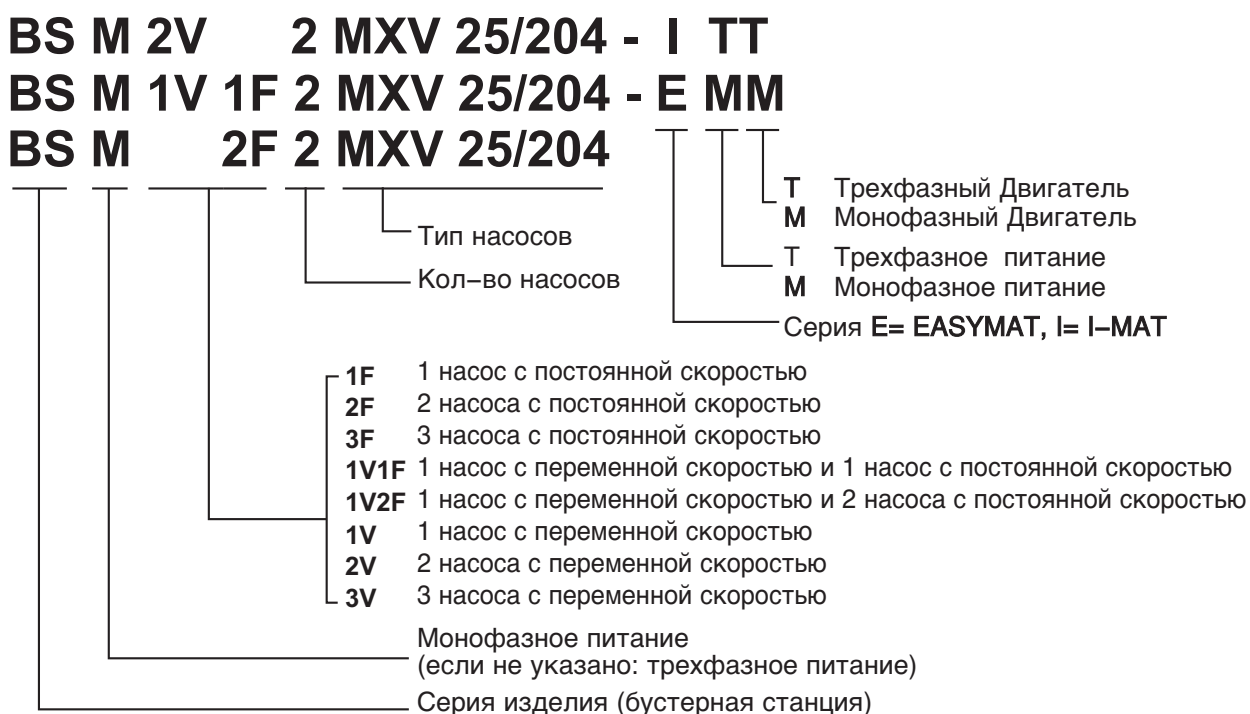 BS M 2V 2 MXV 25/204 - I TT
BS M 1V 1F 2 MXV 25/204 - E MM
BS M 2F 2 MXV 25/204
T Трехфазный Двигатель
M Монофазный Двигатель
Тип насосов
T Трехфазное питание
Кол–во насосов
M Монофазное питание
Серия E= EASYMAT, I= I–MAT
1F 1 насос с постоянной скоростью
2F 2 насоса с постоянной скоростью
3F 3 насоса с постоянной скоростью
1V1F 1 насос с переменной скоростью и 1 насос с постоянной скоростью
1V2F 1 насос с переменной скоростью и 2 насоса с постоянной скоростью
1V 1 насос с переменной скоростью
2V 2 насоса с переменной скоростью
3V 3 насоса с переменной скоростью
Монофазное питание
(если не указано: трехфазное питание)
Серия изделия (бустерная станция)